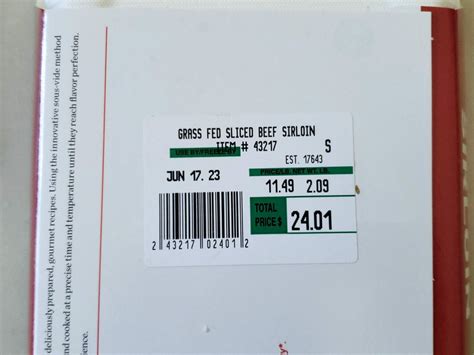 deliciously prepared, gourmet recipes. Using the innovative sous-vide method
and cooked at a precise time and temperature until they reach flavor perfection.
ience.
GRASS FED SLICED BEEF SIRLOIN
ITEM # 43217
S
USE BY/FREEZE BY
EST. 17643
JUN 17. 23
PRICE/LB. NET WT. LB.
11.49 2.09
TOTAL
PRICE $
24.01
2 43217 02401 2
y*.